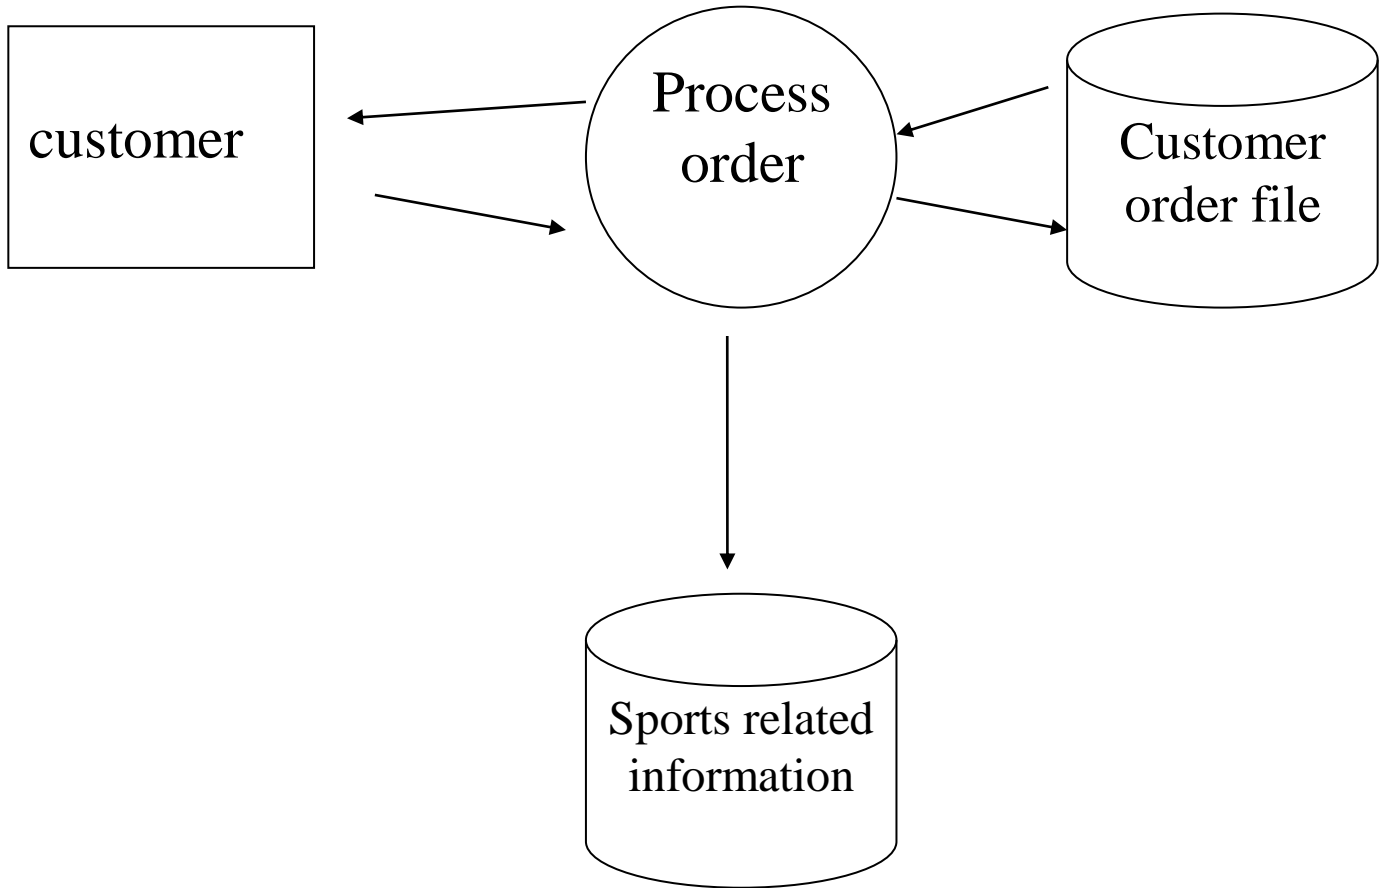 customer
Process
order
Customer
order file
Sports related
information